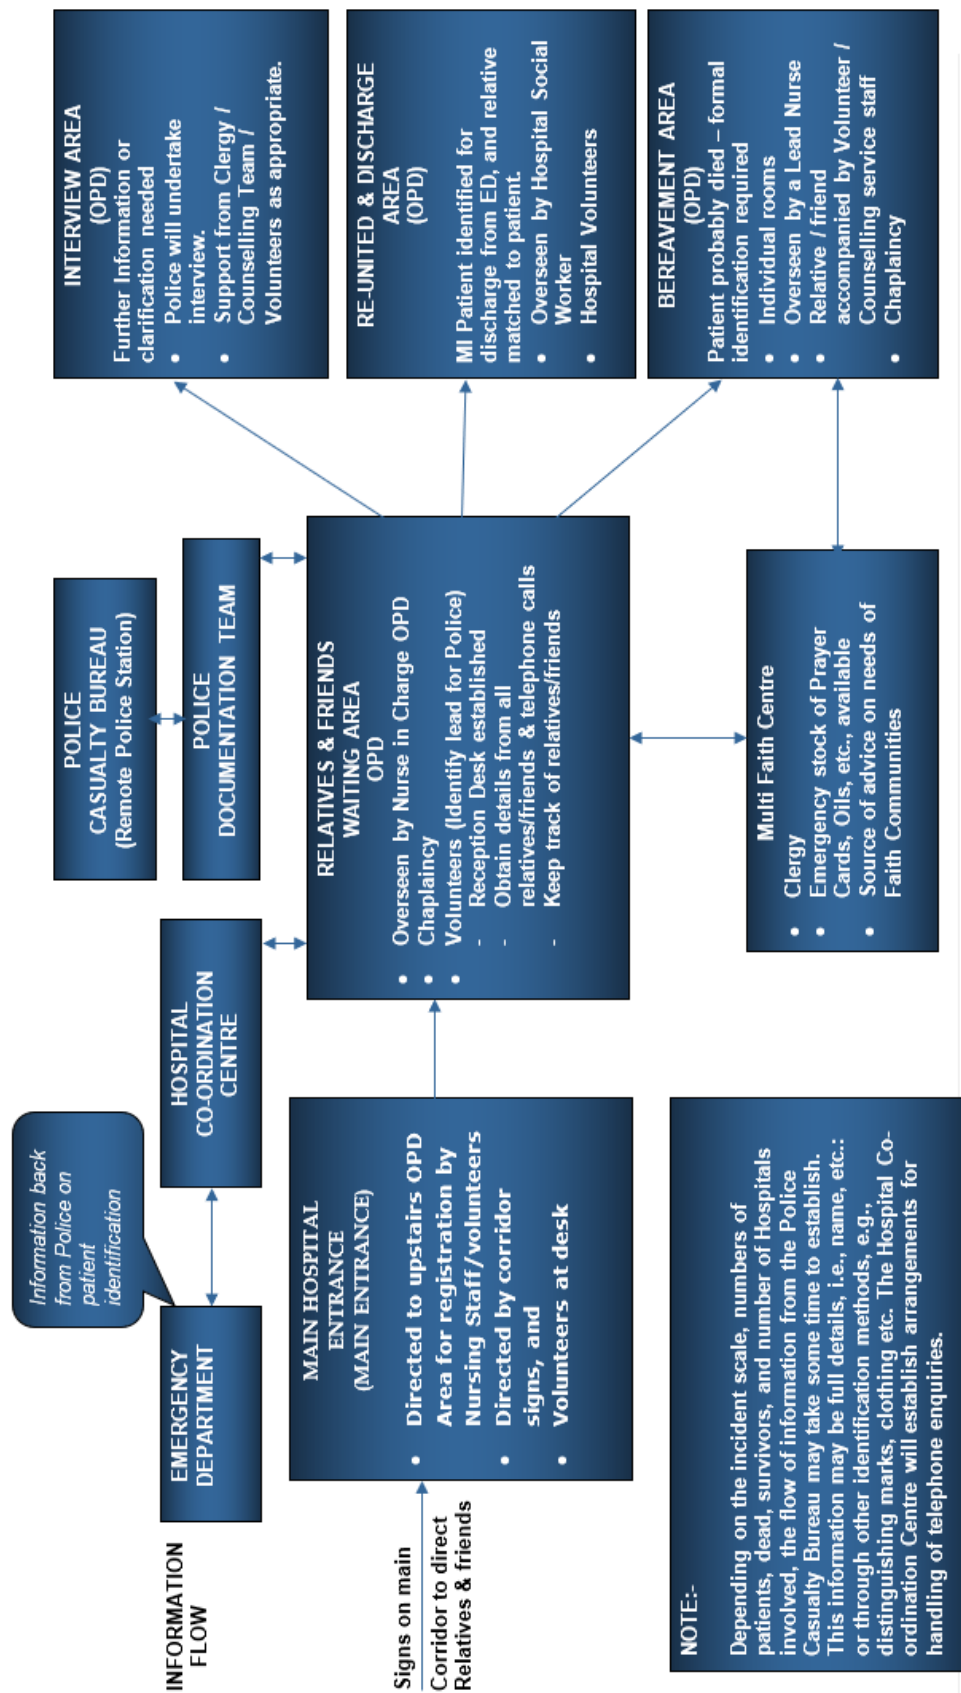 Information back
from Police on
patient
identification
INFORMATION
FLOW
EMERGENCY
DEPARTMENT
HOSPITAL
CO-ORDINATION
CENTRE
POLICE
CASUALTY BUREAU
(Remote Police Station)
POLICE
DOCUMENTATION TEAM
Signs on main
Corridor to direct
Relatives & friends
MAIN HOSPITAL
ENTRANCE
(MAIN ENTRANCE)
• Directed to upstairs OPD
Area for registration by
Nursing Staff/volunteers
• Directed by corridor
signs, and
• Volunteers at desk
RELATIVES & FRIENDS
WAITING AREA
OPD
• Overseen by Nurse in Charge OPD
• Chaplaincy
• Volunteers (Identify lead for Police)
- Reception Desk established
- Obtain details from all
relatives/friends & telephone calls
- Keep track of relatives/friends
INTERVIEW AREA
(OPD)
Further Information or
clarification needed
• Police will undertake
interview.
• Support from Clergy /
Counselling Team /
Volunteers as appropriate.
RE-UNITED & DISCHARGE
AREA
(OPD)
MI Patient identified for
discharge from ED, and relative
matched to patient.
• Overseen by Hospital Social
Worker
• Hospital Volunteers
BEREAVEMENT AREA
(OPD)
Patient probably died – formal
identification required
• Individual rooms
• Overseen by a Lead Nurse
• Relative / friend
accompanied by Volunteer /
Counselling service staff
• Chaplaincy
Multi Faith Centre
• Clergy
• Emergency stock of Prayer
Cards, Oils, etc., available
• Source of advice on needs of
Faith Communities
NOTE:-
Depending on the incident scale, numbers of
patients, dead, survivors, and number of Hospitals
involved, the flow of information from the Police
Casualty Bureau may take some time to establish.
This information may be full details, i.e., name, etc.:
or through other identification methods, e.g.,
distinguishing marks, clothing etc. The Hospital Co-
ordination Centre will establish arrangements for
handling of telephone enquiries.